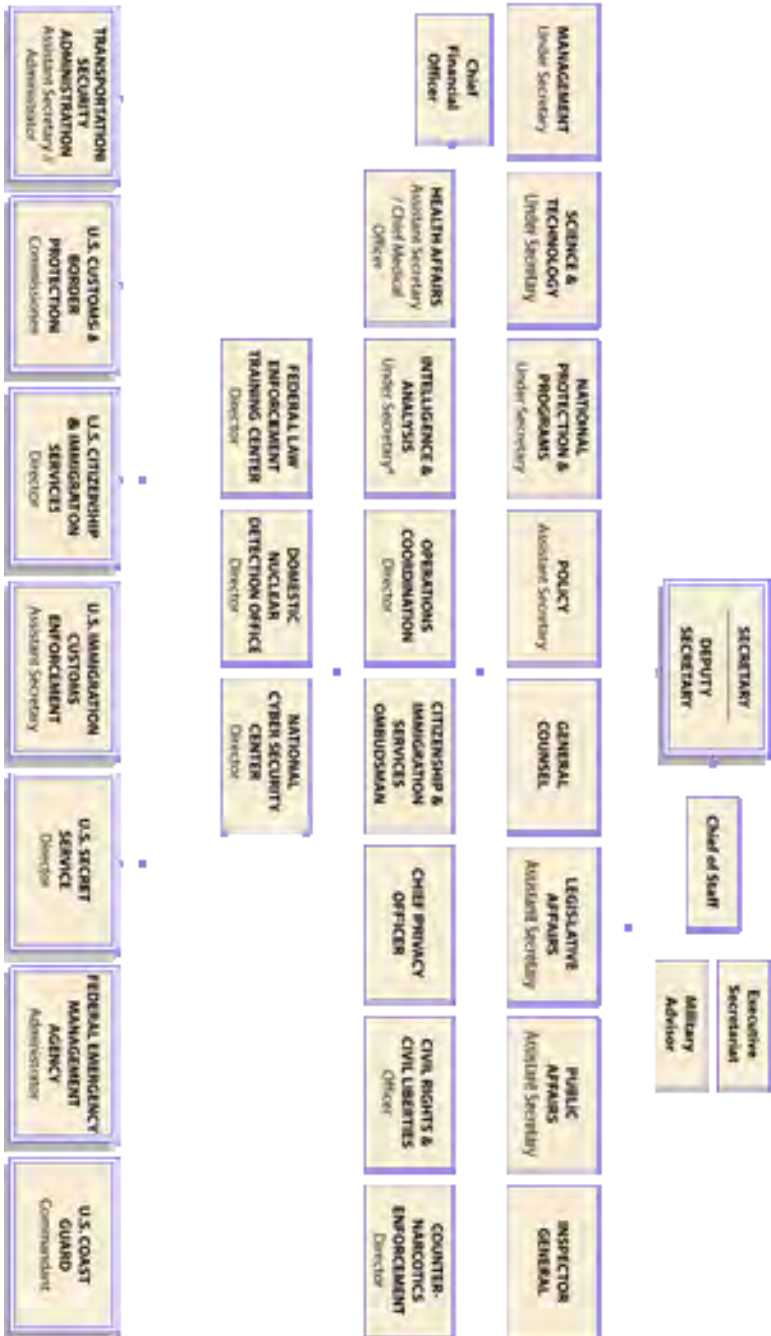 SECRETARY
DEPUTY
SECRETARY
Chief of Staff
Executive
Secretariat
Military
Advisor
MANAGEMENT
Under Secretary
SCIENCE &
TECHNOLOGY
Under Secretary
NATIONAL
PROTECTION &
PROGRAMS
Under Secretary
POLICY
Assistant Secretary
GENERAL
COUNSEL
LEGISLATIVE
AFFAIRS
Assistant Secretary
PUBLIC
AFFAIRS
Assistant Secretary
INSPECTOR
GENERAL
Chief
Financial
Officer
HEALTH AFFAIRS
Assistant Secretary
/ Chief Medical
Officer
INTELLIGENCE &
ANALYSIS
Under Secretary*
OPERATIONS
COORDINATION
Director
CITIZENSHIP &
IMMIGRATION
SERVICES
OMBUDSMAN
CHIEF PRIVACY
OFFICER
CIVIL RIGHTS &
CIVIL LIBERTIES
Officer
COUNTER-
NARCOTICS
ENFORCEMENT
Director
FEDERAL LAW
ENFORCEMENT
TRAINING CENTER
Director
DOMESTIC
NUCLEAR
DETECTION OFFICE
Director
NATIONAL
CYBER SECURITY
CENTER
Director
TRANSPORTATION
SECURITY
ADMINISTRATION
Assistant Secretary /
Administrator
U.S. CUSTOMS &
BORDER
PROTECTION
Commissioner
U.S. CITIZENSHIP
& IMMIGRATION
SERVICES
Director
U.S. IMMIGRATION
CUSTOMS
ENFORCEMENT
Assistant Secretary
U.S. SECRET
SERVICE
Director
FEDERAL EMERGENCY
MANAGEMENT
AGENCY
Administrator
U.S. COAST
GUARD
Commandant